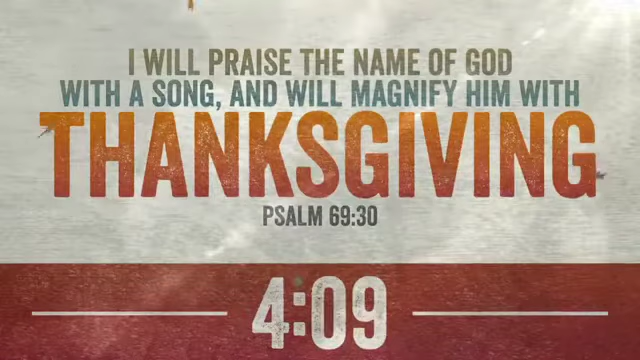 I WILL PRAISE THE NAME OF GOD
WITH A SONG, AND WILL MAGNIFY HIM WITH
THANKSGIVING
PSALM 69:30
4:09